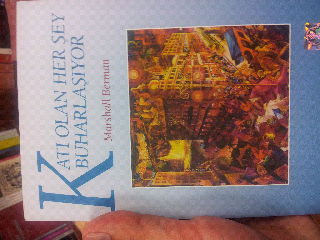 KATI OLAN HER ŞEY
BUHARLAŞIYOR
Marshall Berman